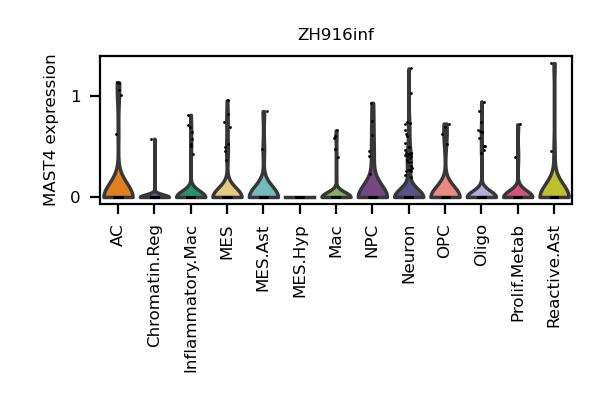 ZH916inf
MAST4 expression
1
0
AC
Chromatin.Reg
Inflammatory.Mac
MES
MES.Ast
MES.Hyp
Mac
NPC
Neuron
OPC
Oligo
Prolif.Metab
Reactive.Ast